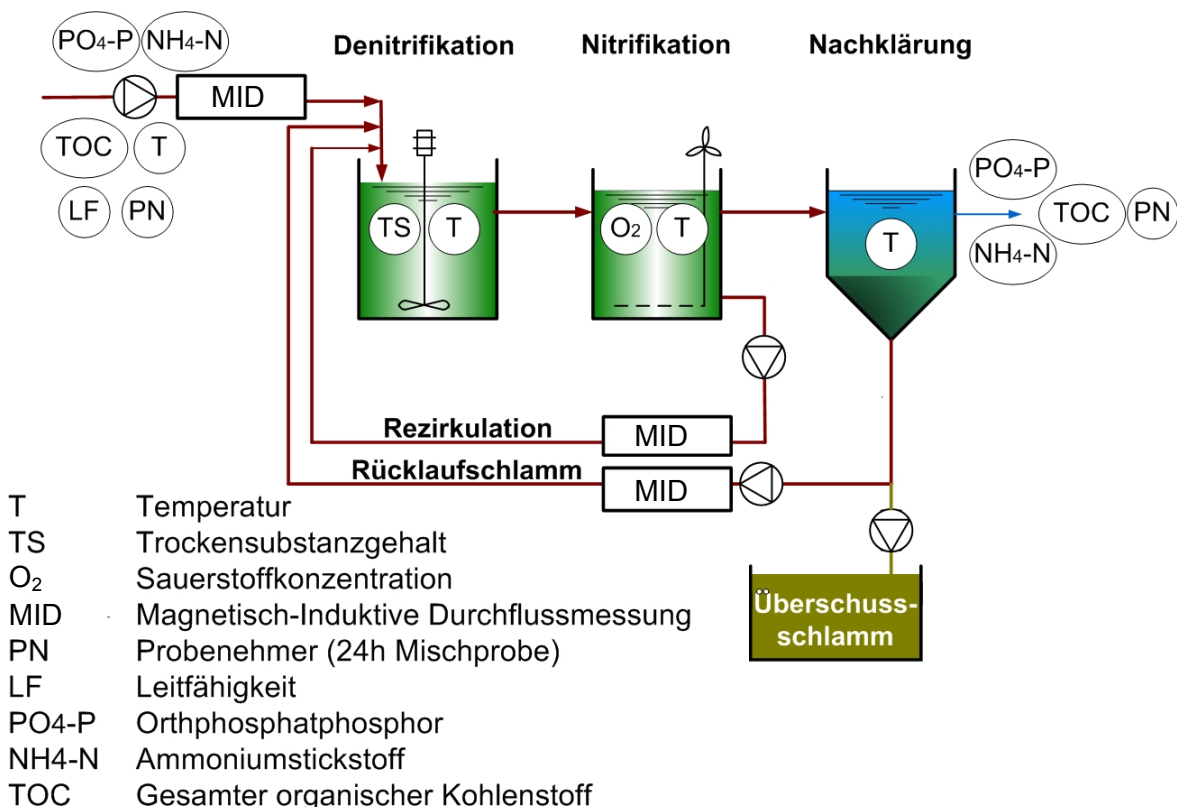 PO4-P NH4-N
Denitrifikation Nitrifikation Nachklärung
MID
TOC T
LF PN
TS T
O2 T
T
PO4-P
TOC PN
NH4-N
Rezirkulation MID
Rücklaufschlamm MID
Überschuss-
schlamm
T Temperatur
TS Trockensubstanzgehalt
O2 Sauerstoffkonzentration
MID Magnetisch-Induktive Durchflussmessung
PN Probenehmer (24h Mischprobe)
LF Leitfähigkeit
PO4-P Orthphosphatphosphor
NH4-N Ammoniumstickstoff
TOC Gesamter organischer Kohlenstoff